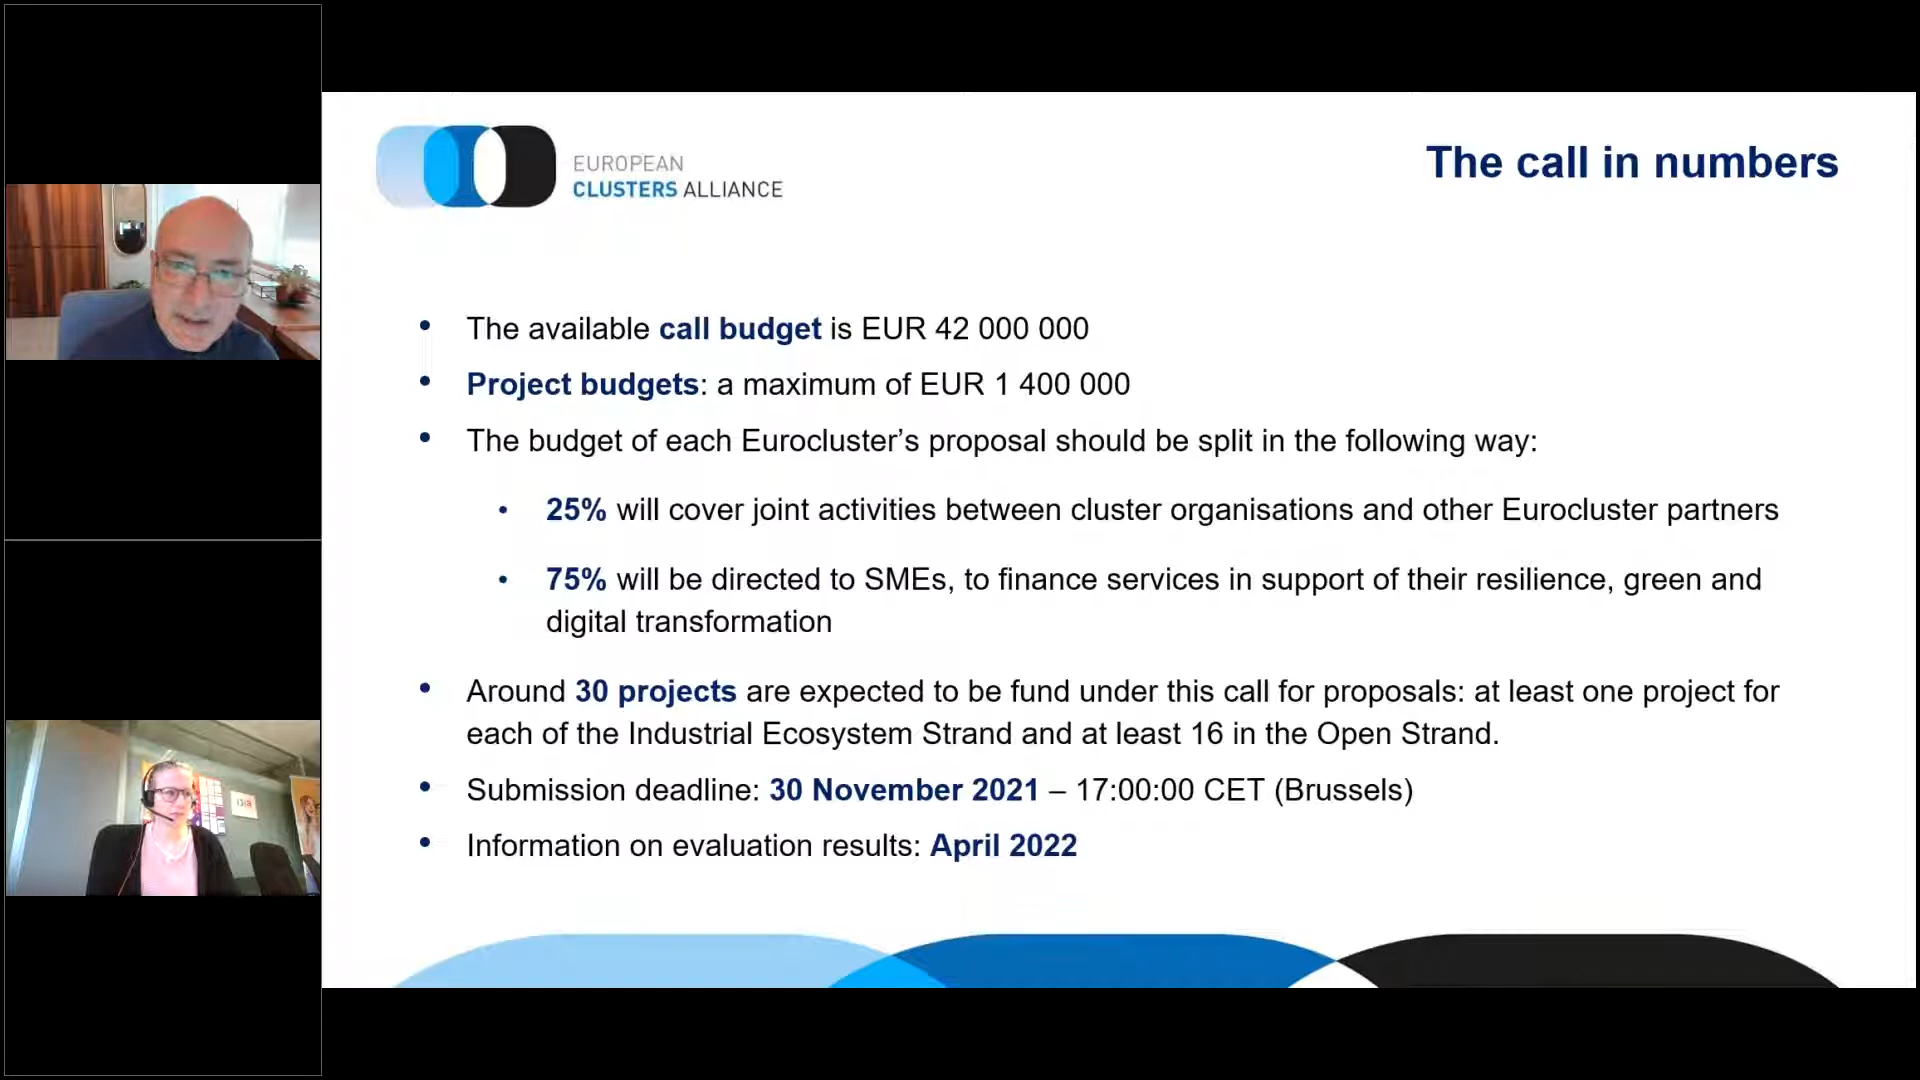 EUROPEAN
CLUSTERS ALLIANCE
The call in numbers
• The available call budget is EUR 42 000 000
• Project budgets: a maximum of EUR 1 400 000
• The budget of each Eurocluster’s proposal should be split in the following way:
• 25% will cover joint activities between cluster organisations and other Eurocluster partners
• 75% will be directed to SMEs, to finance services in support of their resilience, green and
digital transformation
• Around 30 projects are expected to be fund under this call for proposals: at least one project for
each of the Industrial Ecosystem Strand and at least 16 in the Open Strand.
• Submission deadline: 30 November 2021 – 17:00:00 CET (Brussels)
• Information on evaluation results: April 2022